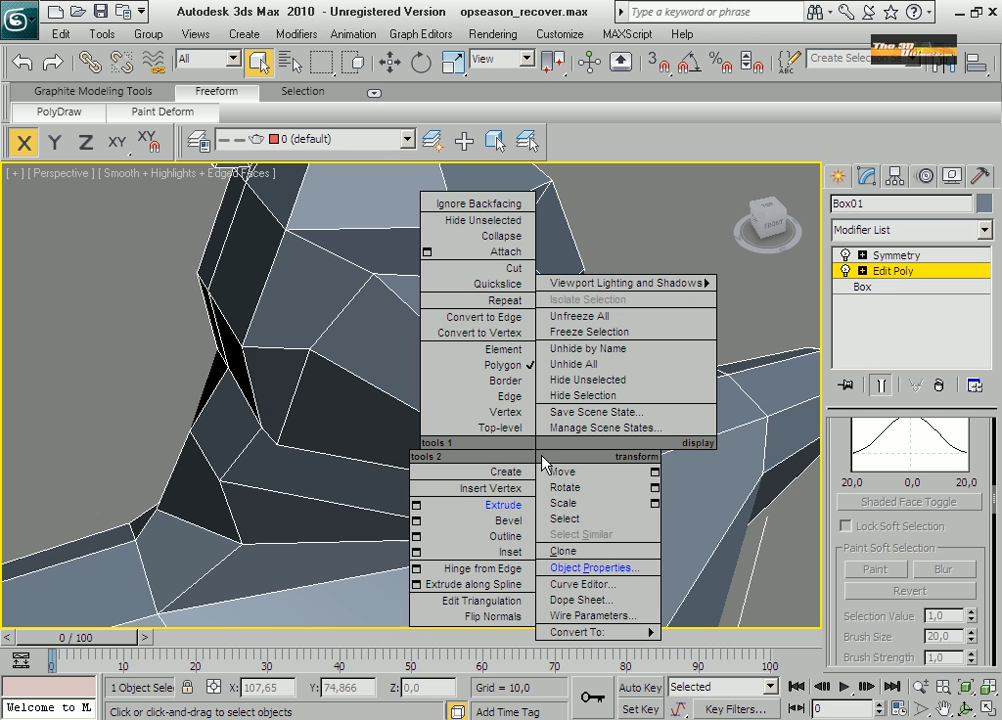 Autodesk 3ds Max 2010 - Unregistered Version opseason_recover.max
Type a keyword or phrase
Edit Tools Group Views Create Modifiers Animation Graph Editors Rendering Customize MAXScript Help
All
View
Create Selection Se
The 3D
Graphite Modeling Tools Freeform Selection
PolyDraw Paint Deform
X Y Z XY XY
0 (default)
[ + ] [ Perspective ] [ Smooth + Highlights + Edged Faces ]
TOP
FRONT
Ignore Backfacing
Hide Unselected
Collapse
Attach
Cut
Quickslice
Repeat
Convert to Edge
Convert to Vertex
Element
Polygon
Border
Edge
Vertex
Top-level
tools 1
Viewport Lighting and Shadows
Isolate Selection
Unfreeze All
Freeze Selection
Unhide by Name
Unhide All
Hide Unselected
Hide Selection
Save Scene State...
Manage Scene States...
display
tools 2
Create
Insert Vertex
Extrude
Bevel
Outline
Inset
Hinge from Edge
Extrude along Spline
Edit Triangulation
Flip Normals
transform
Move
Rotate
Scale
Select
Select Similar
Clone
Object Properties...
Curve Editor...
Dope Sheet...
Wire Parameters...
Convert To:
Box01
Modifier List
Symmetry
Edit Poly
Box
20,0 0,0 20,0
Shaded Face Toggle
Lock Soft Selection
Paint Soft Selection
Paint Blur
Revert
Selection Value 1,0
Brush Size 20,0
Brush Strength 1,0
< 0 / 100 >
0 10 20 30 40 50 60 70 80 90 100
1 Object Sele
X: 107,65 Y: 74,866 Z: 0,0
Grid = 10,0
Auto Key Selected
Welcome to M
Click or click-and-drag to select objects
Add Time Tag
Set Key
Key Filters...
0